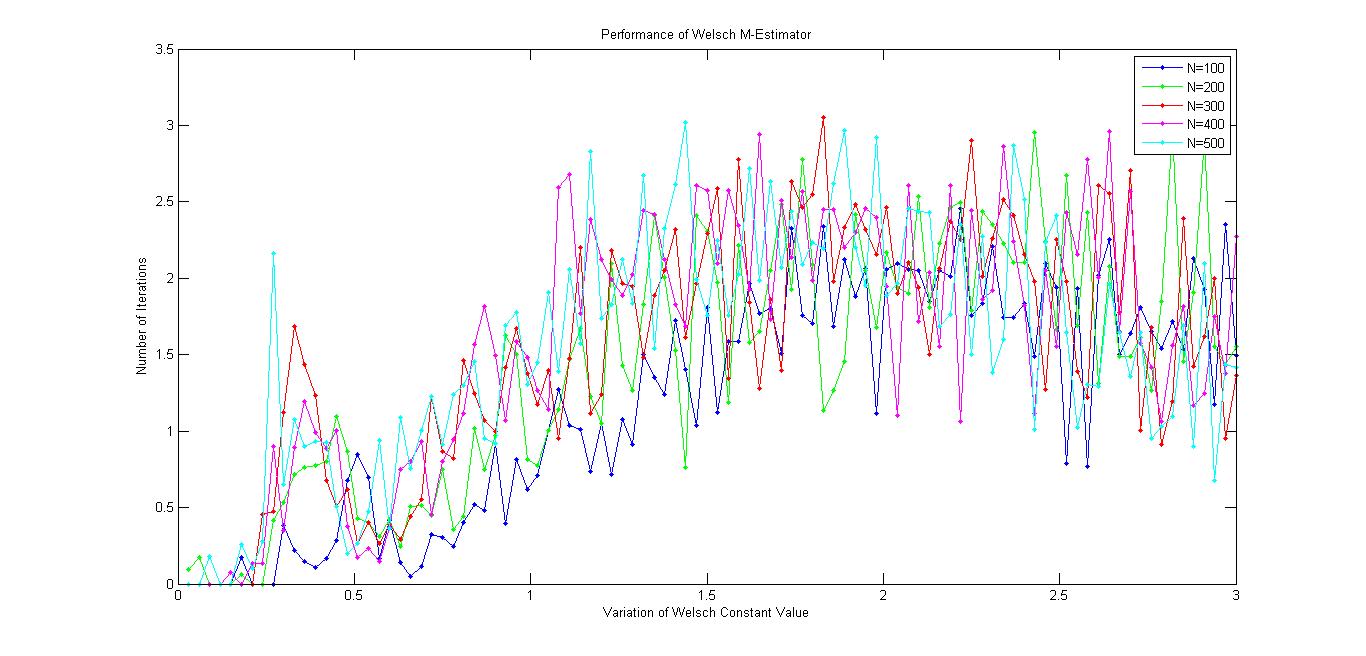 Performance of Welsch M-Estimator
N=100
N=200
N=300
N=400
N=500
3.5
3
2.5
2
1.5
1
0.5
0
Number of Iterations
0 0.5 1 1.5 2 2.5 3
Variation of Welsch Constant Value